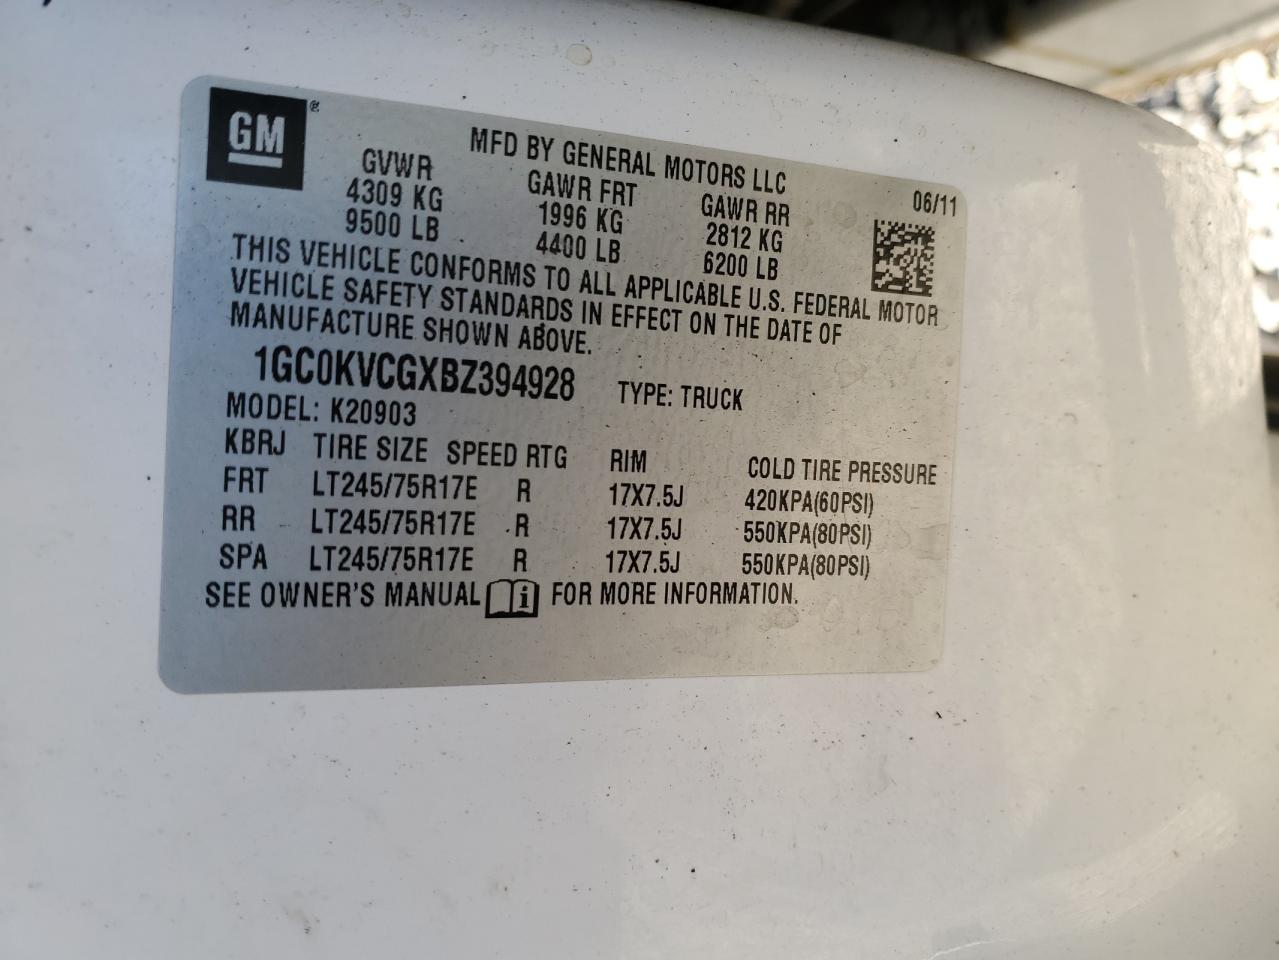 GM ®
MFD BY GENERAL MOTORS LLC 06/11
GVWR GAWR FRT GAWR RR
4309 KG 1996 KG 2812 KG
9500 LB 4400 LB 6200 LB
THIS VEHICLE CONFORMS TO ALL APPLICABLE U.S. FEDERAL MOTOR
VEHICLE SAFETY STANDARDS IN EFFECT ON THE DATE OF
MANUFACTURE SHOWN ABOVE.
1GC0KVCGXBZ394928 TYPE: TRUCK
MODEL: K20903
KBRJ TIRE SIZE SPEED RTG RIM COLD TIRE PRESSURE
FRT LT245/75R17E R 17X7.5J 420KPA(60PSI)
RR LT245/75R17E R 17X7.5J 550KPA(80PSI)
SPA LT245/75R17E R 17X7.5J 550KPA(80PSI)
SEE OWNER'S MANUAL i FOR MORE INFORMATION.